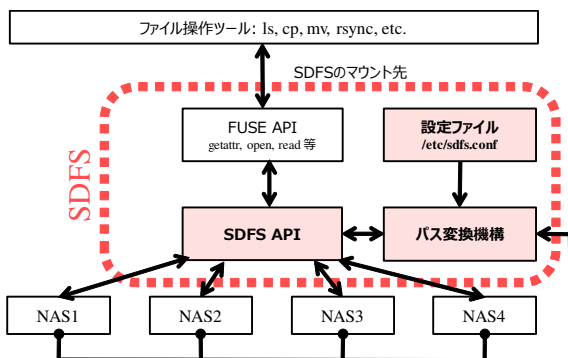 ファイル操作ツール: ls, cp, mv, rsync, etc.
SDFSのマウント先
FUSE API
getattr, open, read 等
設定ファイル
/etc/sdfs.conf
SDFS
SDFS API
パス変換機構
NAS1
NAS2
NAS3
NAS4